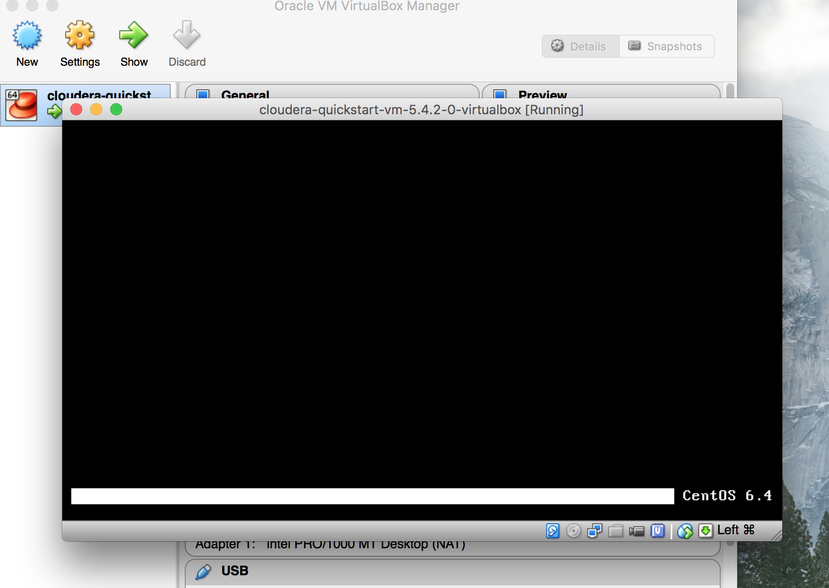 Oracle VM VirtualBox Manager
New
Settings
Show
Discard
Details
Snapshots
64
cloudera-quickst
General
Preview
cloudera-quickstart-vm-5.4.2-0-virtualbox [Running]
CentOS 6.4
Left ⌘
Adapter 1: Intel PRO/1000 MT Desktop (NAT)
USB